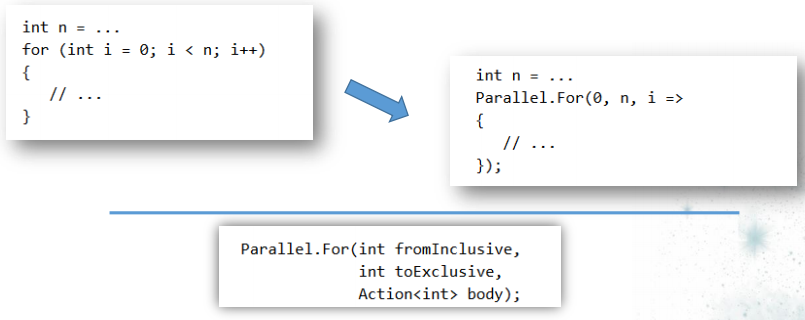 int n = ...
for (int i = 0; i < n; i++)
{
   // ...
}
int n = ...
Parallel.For(0, n, i =>
{
   // ...
});
Parallel.For(int fromInclusive,
             int toExclusive,
             Action<int> body);